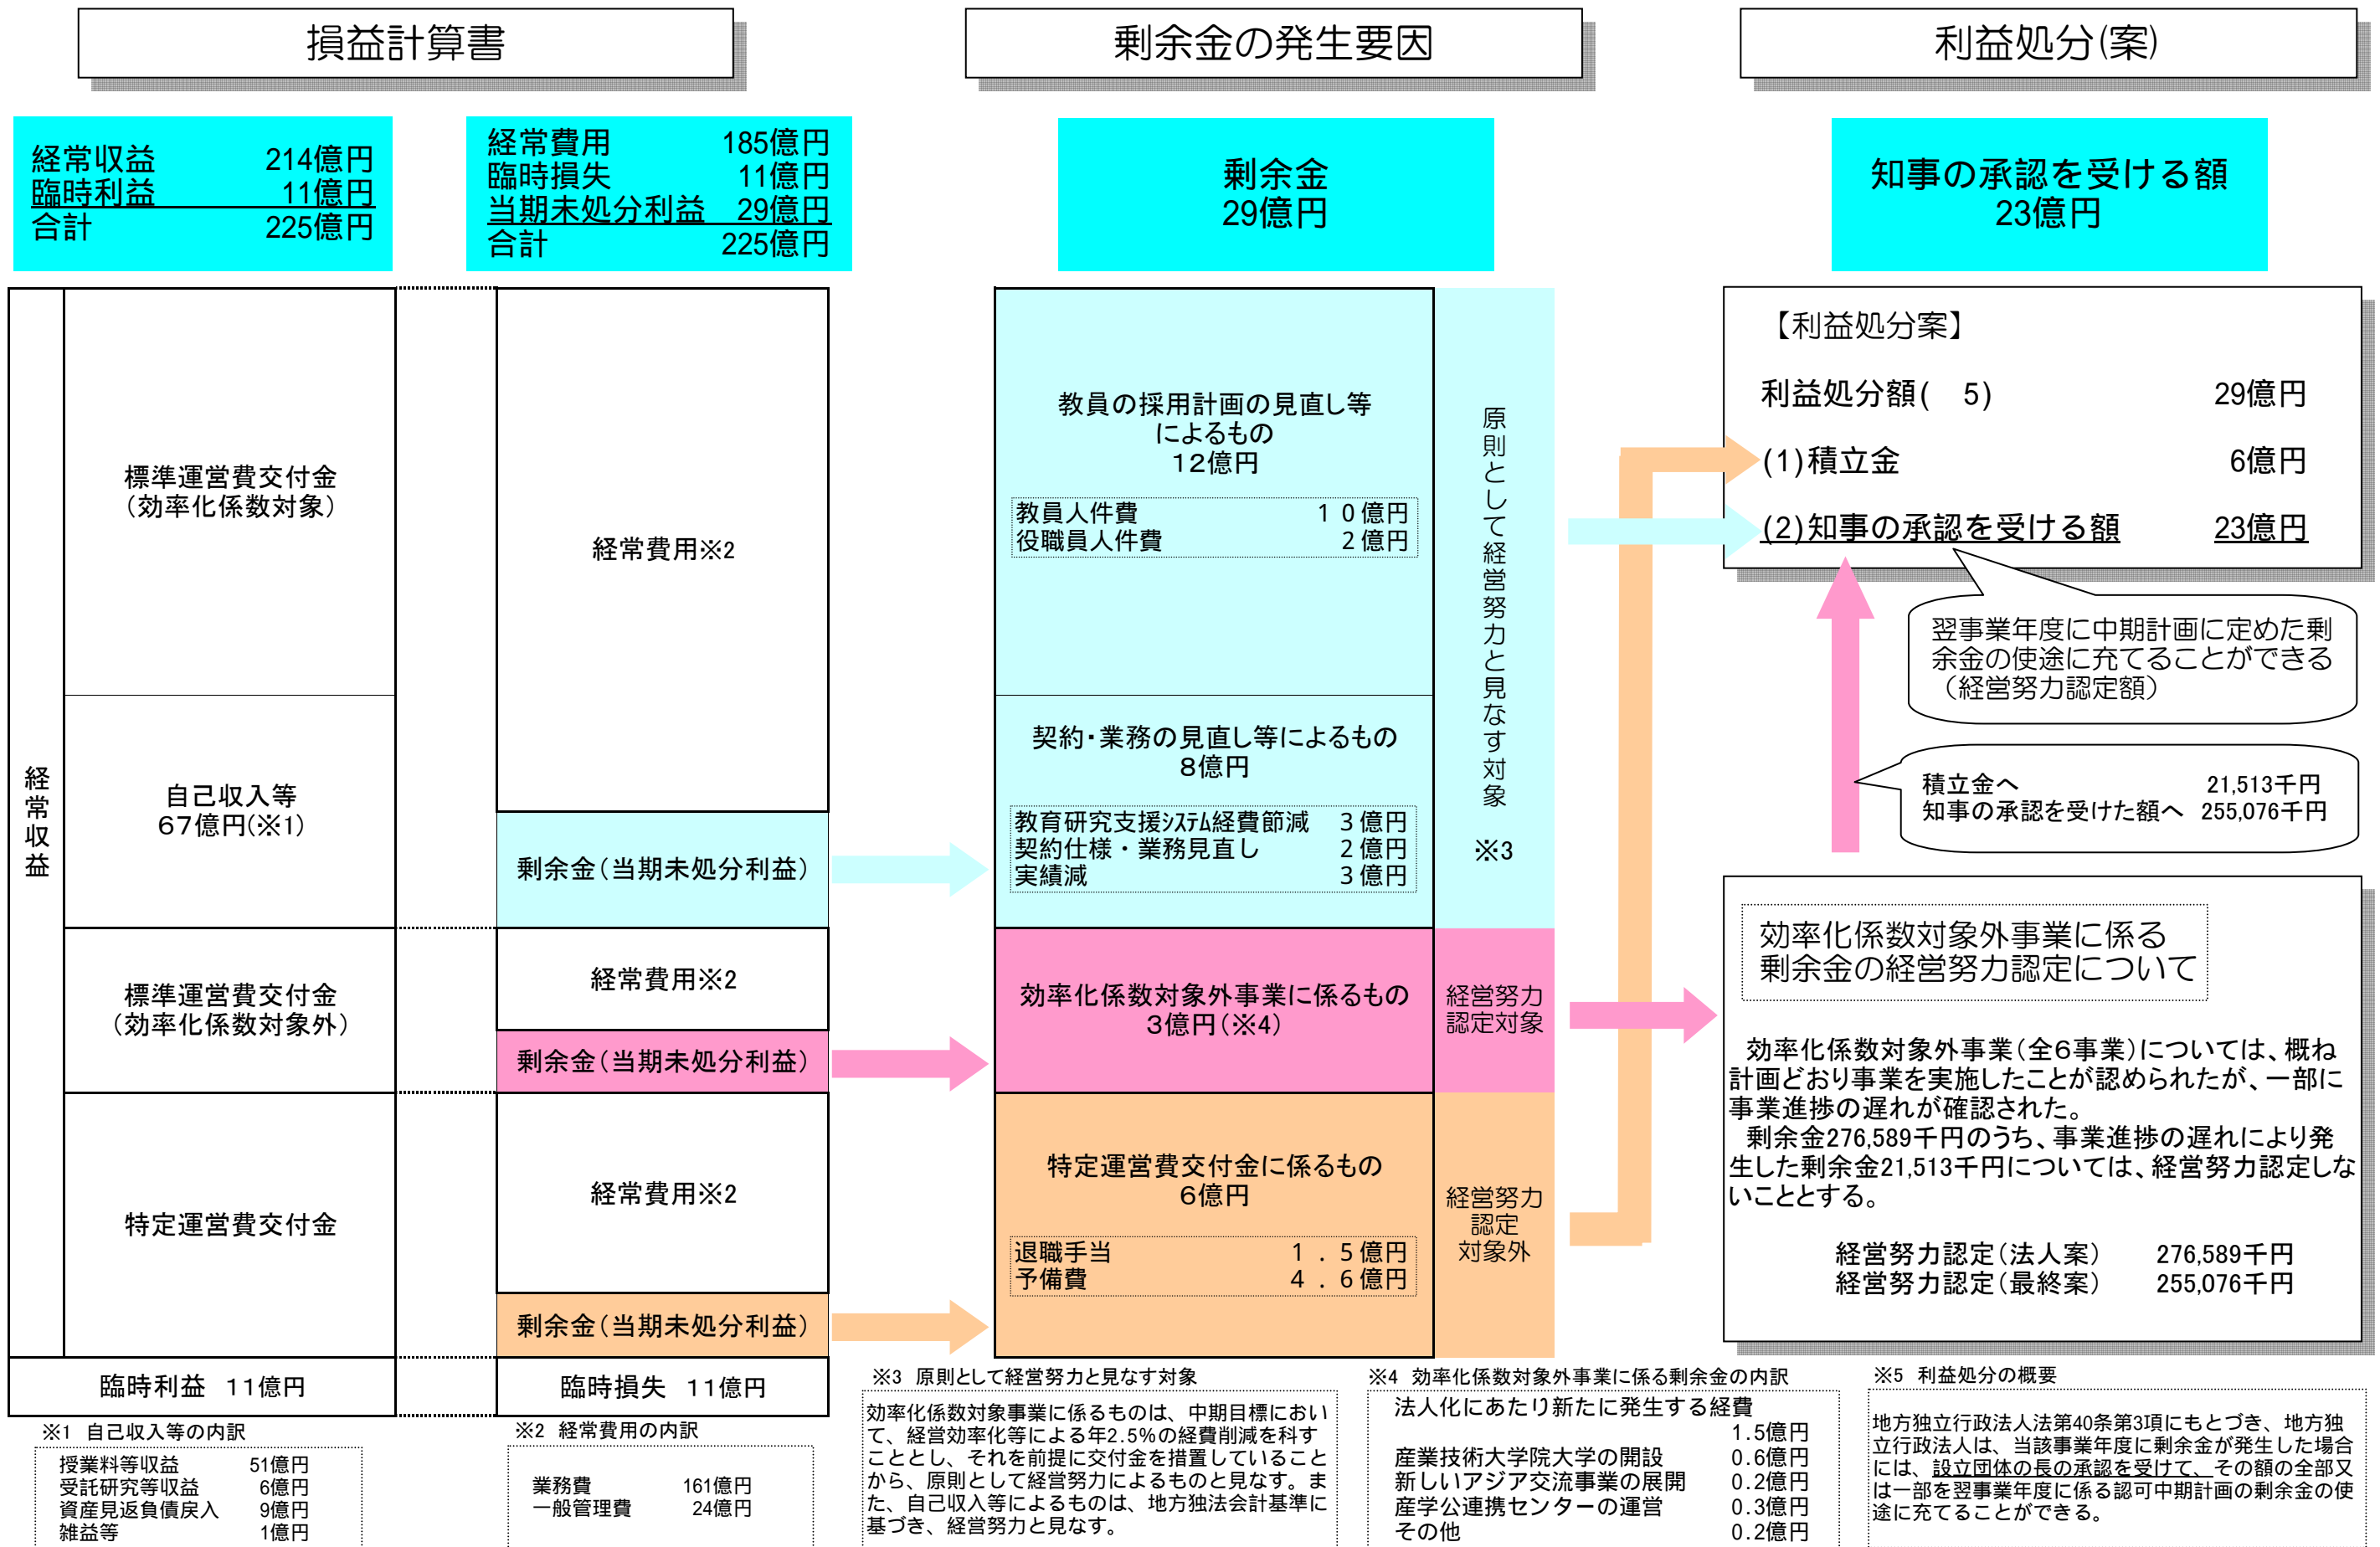 損益計算書
剰余金の発生要因
利益処分(案)
経常収益 214億円
臨時利益 11億円
合計 225億円
経常費用 185億円
臨時損失 11億円
当期未処分利益 29億円
合計 225億円
剰余金
29億円
知事の承認を受ける額
23億円
経常収益
標準運営費交付金
(効率化係数対象)
自己収入等
67億円(※1)
標準運営費交付金
(効率化係数対象外)
特定運営費交付金
臨時利益 11億円
経常費用※2
剰余金(当期未処分利益)
経常費用※2
剰余金(当期未処分利益)
経常費用※2
剰余金(当期未処分利益)
臨時損失 11億円
教員の採用計画の見直し等
によるもの
12億円
教員人件費 10億円
役職員人件費 2億円
契約・業務の見直し等によるもの
8億円
教育研究支援ｼｽﾃﾑ経費節減 3億円
契約仕様・業務見直し 2億円
実績減 3億円
効率化係数対象外事業に係るもの
3億円(※4)
特定運営費交付金に係るもの
6億円
退職手当 1.5億円
予備費 4.6億円
原則として経営努力と見なす対象
※3
経営努力
認定対象
経営努力
認定
対象外
【利益処分案】
利益処分額( 5) 29億円
(1)積立金 6億円
(2)知事の承認を受ける額 23億円
翌事業年度に中期計画に定めた剰
余金の使途に充てることができる
(経営努力認定額)
積立金へ 21,513千円
知事の承認を受けた額へ 255,076千円
効率化係数対象外事業に係る
剰余金の経営努力認定について
効率化係数対象外事業(全6事業)については、概ね
計画どおり事業を実施したことが認められたが、一部に
事業進捗の遅れが確認された。
剰余金276,589千円のうち、事業進捗の遅れにより発
生した剰余金21,513千円については、経営努力認定しな
いこととする。
経営努力認定(法人案) 276,589千円
経営努力認定(最終案) 255,076千円
※1 自己収入等の内訳
授業料等収益 51億円
受託研究等収益 6億円
資産見返負債戻入 9億円
雑益等 1億円
※2 経常費用の内訳
業務費 161億円
一般管理費 24億円
※3 原則として経営努力と見なす対象
効率化係数対象事業に係るものは、中期目標におい
て、経営効率化等による年2.5%の経費削減を科す
こととし、それを前提に交付金を措置していること
から、原則として経営努力によるものと見なす。ま
た、自己収入等によるものは、地方独法会計基準に
基づき、経営努力と見なす。
※4 効率化係数対象外事業に係る剰余金の内訳
法人化にあたり新たに発生する経費
1.5億円
産業技術大学院大学の開設 0.6億円
新しいアジア交流事業の展開 0.2億円
産学公連携センターの運営 0.3億円
その他 0.2億円
※5 利益処分の概要
地方独立行政法人法第40条第3項にもとづき、地方独
立行政法人は、当該事業年度に剰余金が発生した場合
には、設立団体の長の承認を受けて、その額の全部又
は一部を翌事業年度に係る認可中期計画の剰余金の使
途に充てることができる。